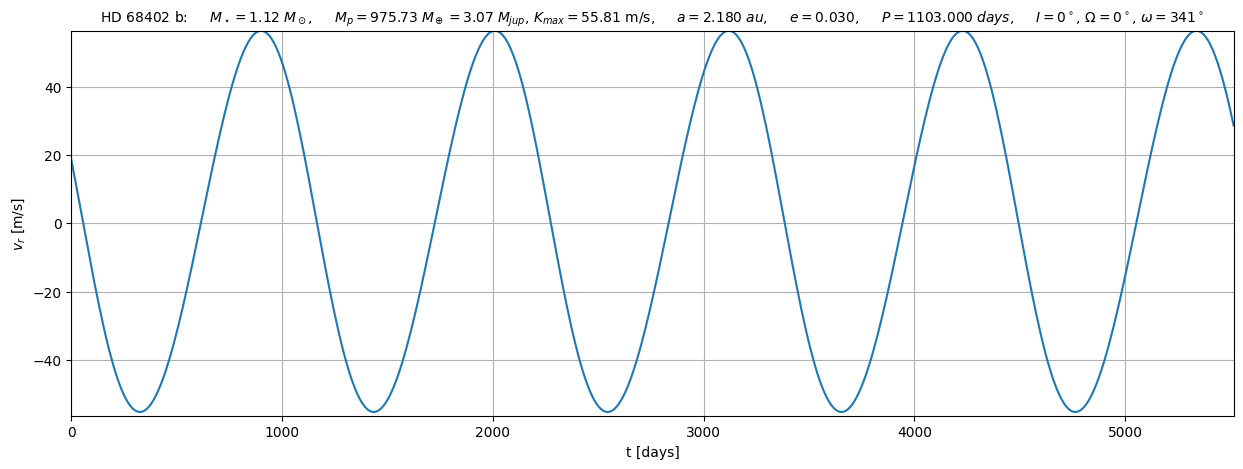 HD 68402 b: M⋆ = 1.12 M⊙, Mp = 975.73 M⊕ = 3.07 Mjup, Kmax = 55.81 m/s, a = 2.180 au, e = 0.030, P = 1103.000 days, I = 0°, Ω = 0°, ω = 341°
vr [m/s]
40
20
0
−20
−40
0 1000 2000 3000 4000 5000
t [days]